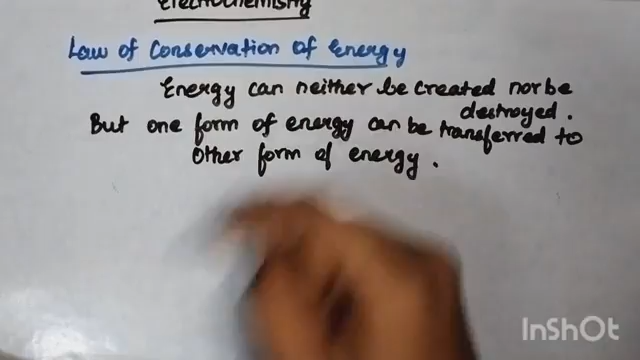 Electrochemistry
Law of Conservation of Energy
Energy can neither be created nor be
destroyed.
But one form of energy can be transferred to
Other form of energy.
InShOt